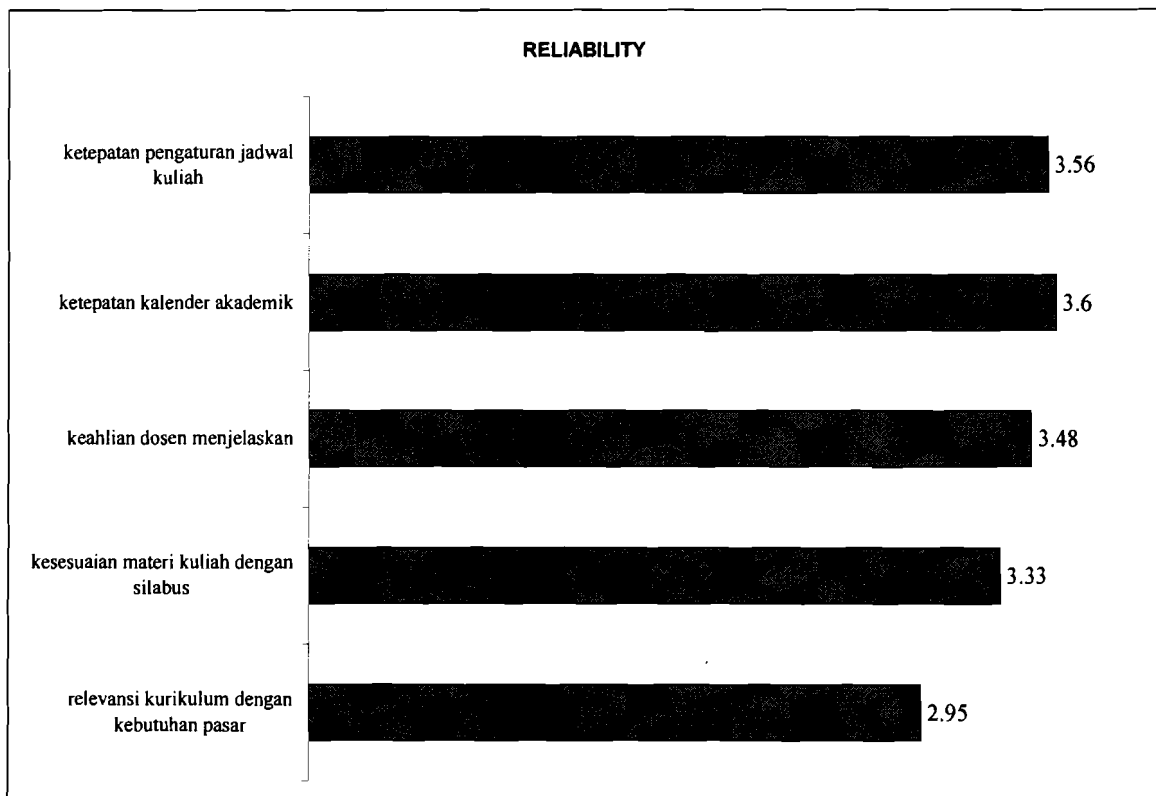 RELIABILITY
ketepatan pengaturan jadwal
kuliah
3.56
ketepatan kalender akademik
3.6
keahlian dosen menjelaskan
3.48
kesesuaian materi kuliah dengan
silabus
3.33
relevansi kurikulum dengan
kebutuhan pasar
2.95